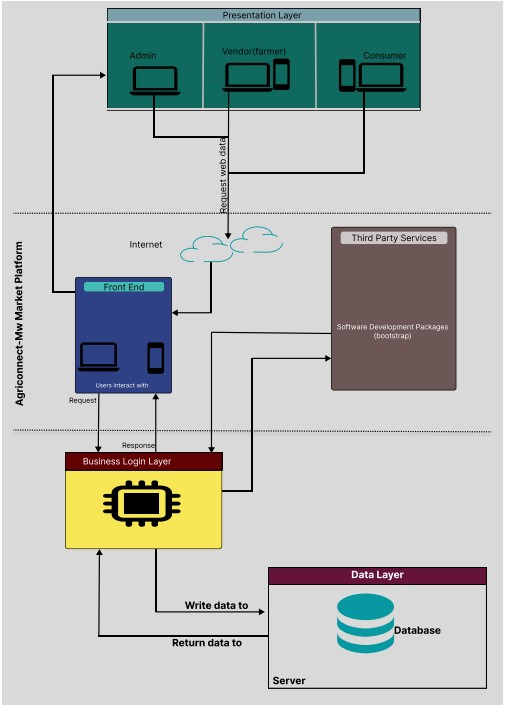 Presentation Layer
Admin
Vendor(farmer)
Consumer
Request web data
Internet
Third Party Services
Agriconnect-Mw Market Platform
Front End
Software Development Packages
(bootstrap)
Users interact with
Request
Response
Business Login Layer
Data Layer
Write data to
Database
Return data to
Server